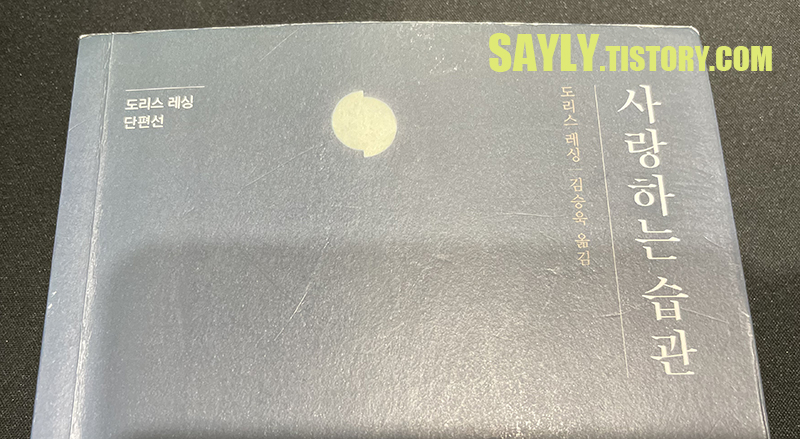 SAYLY.TISTORY.COM
도리스 레싱
단편선
사랑하는 습관
도리스 레싱 | 김승욱 옮김